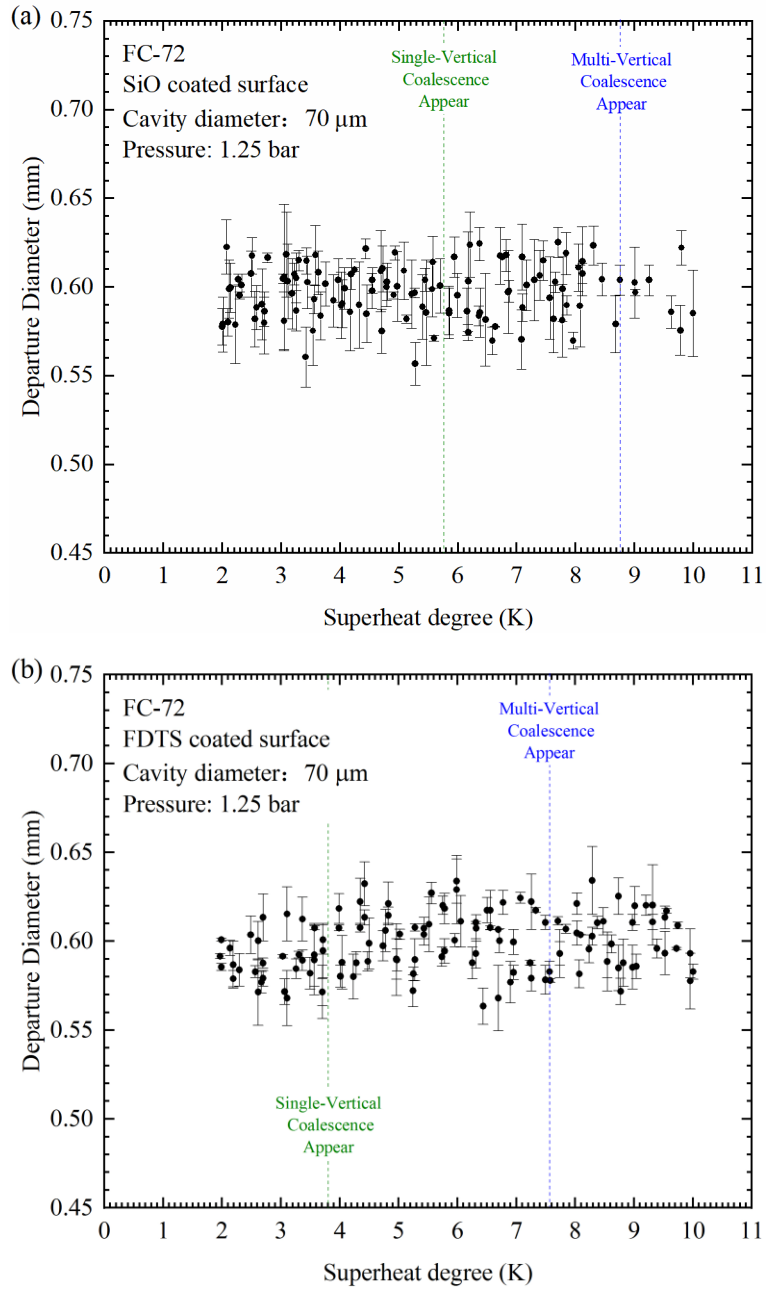 (a)
0.75
0.70
0.65
0.60
0.55
0.50
0.45
Departure Diameter (mm)
FC-72
SiO coated surface
Cavity diameter: 70 μm
Pressure: 1.25 bar
Single-Vertical
Coalescence
Appear
Multi-Vertical
Coalescence
Appear
0 1 2 3 4 5 6 7 8 9 10 11
Superheat degree (K)
(b)
0.75
0.70
0.65
0.60
0.55
0.50
0.45
Departure Diameter (mm)
FC-72
FDTS coated surface
Cavity diameter: 70 μm
Pressure: 1.25 bar
Multi-Vertical
Coalescence
Appear
Single-Vertical
Coalescence
Appear
0 1 2 3 4 5 6 7 8 9 10 11
Superheat degree (K)